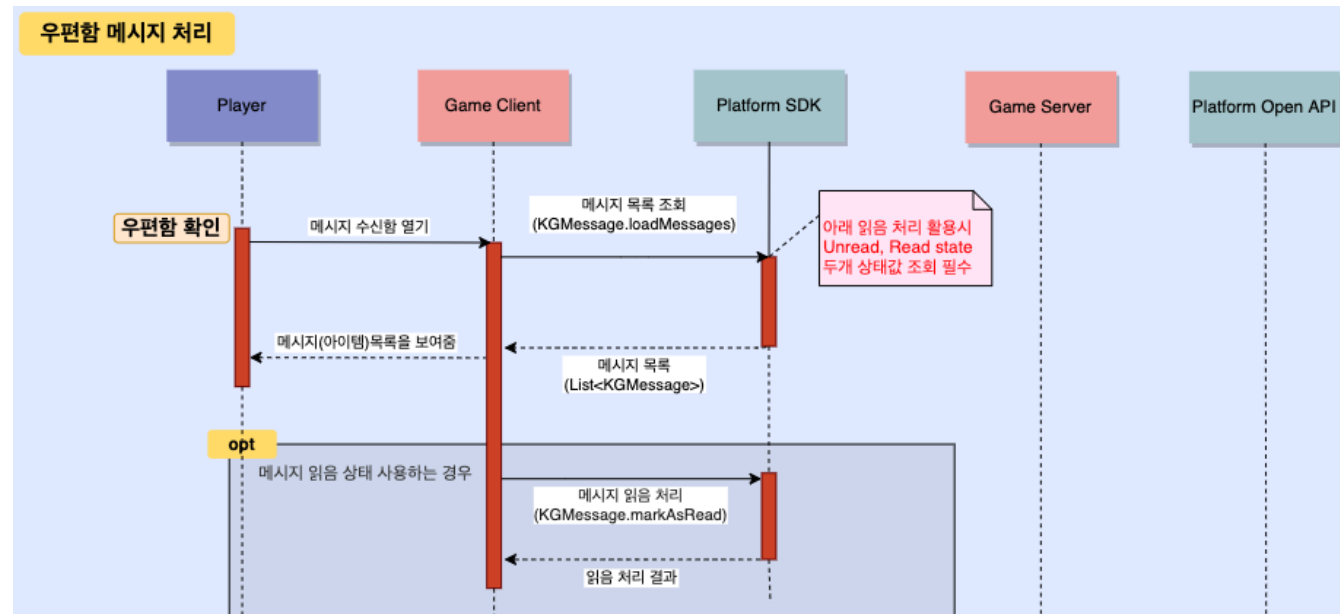 우편함 메시지 처리
Player
Game Client
Platform SDK
Game Server
Platform Open API
우편함 확인
메시지 수신함 열기
메시지 목록 조회
(KGMessage.loadMessages)
아래 읽음 처리 활용시
Unread, Read state
두개 상태값 조회 필수
메시지(아이템)목록을 보여줌
메시지 목록
(List<KGMessage>)
opt
메시지 읽음 상태 사용하는 경우
메시지 읽음 처리
(KGMessage.markAsRead)
읽음 처리 결과